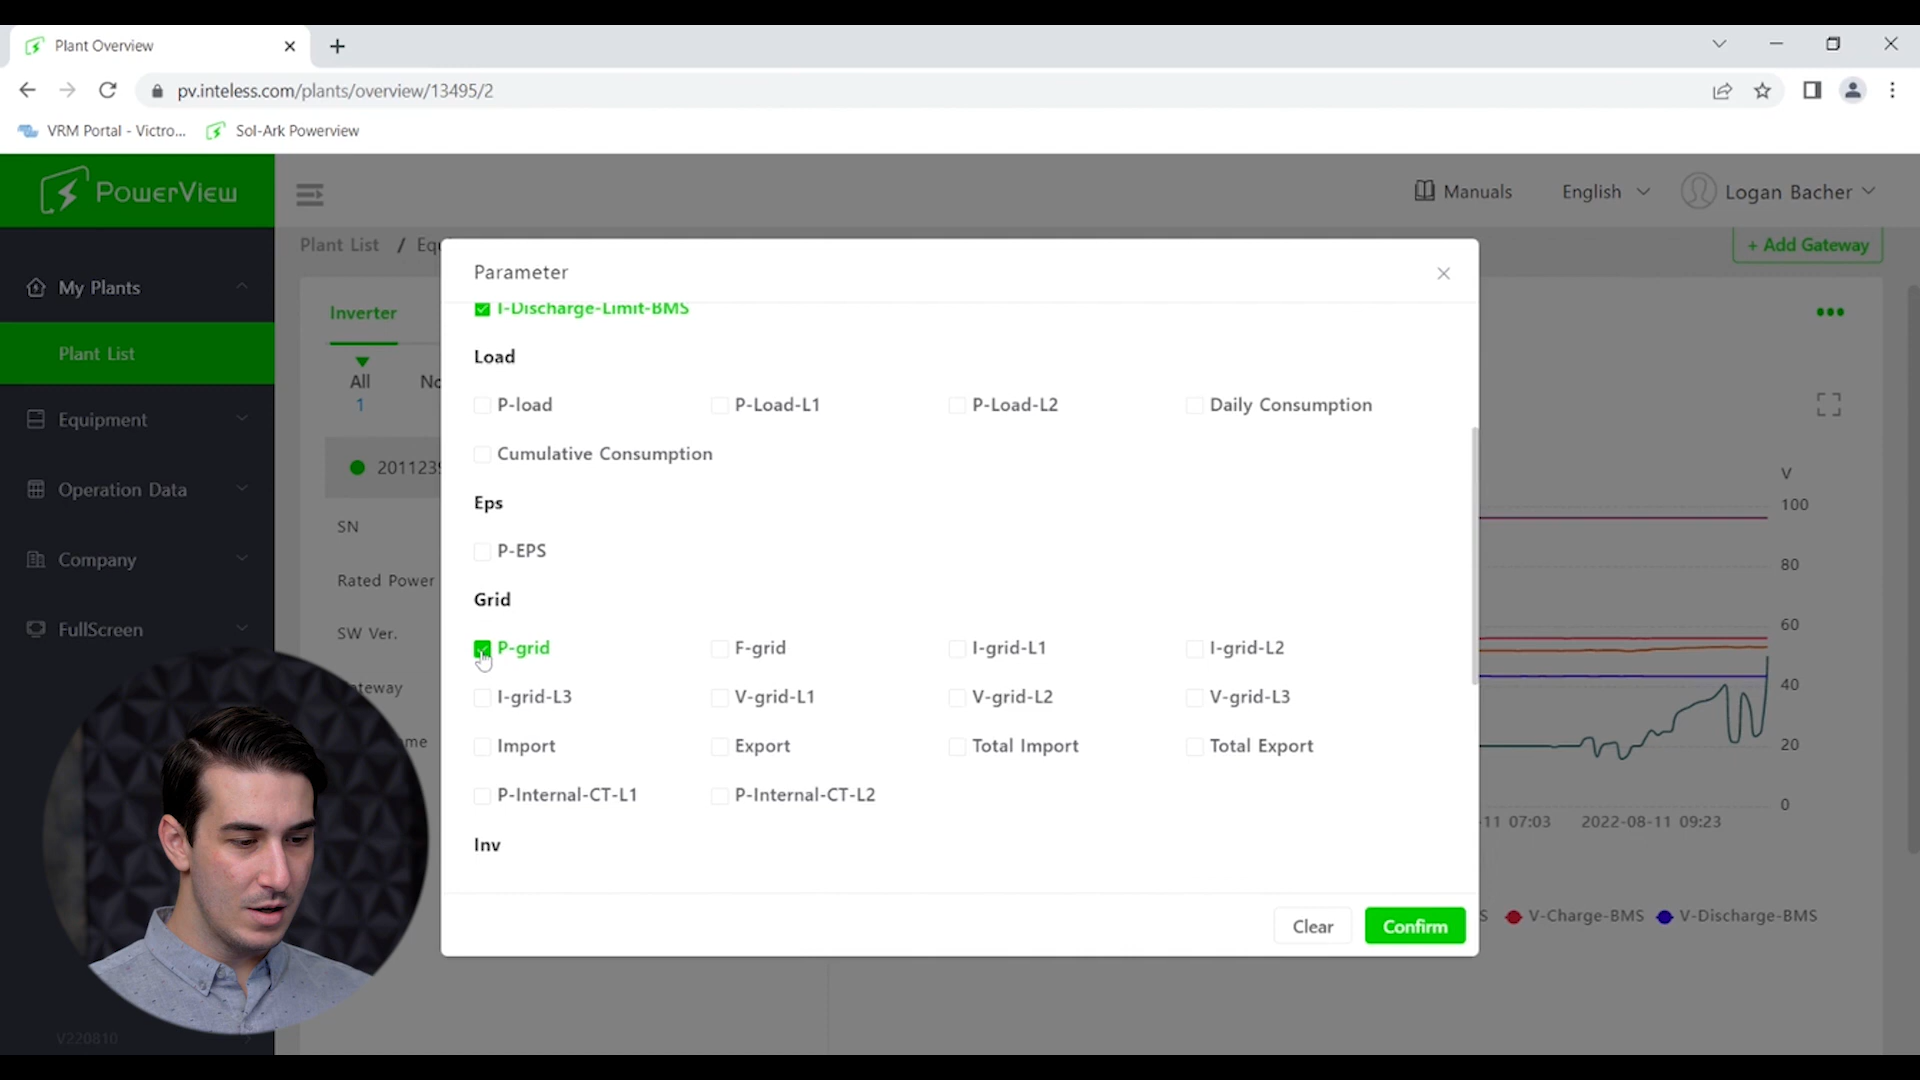 Plant Overview
pv.inteless.com/plants/overview/13495/2
VRM Portal - Victro... Sol-Ark Powerview
PowerView
Manuals English Logan Bacher
Plant List / Equ
+ Add Gateway
My Plants
Plant List
Equipment
Operation Data
Company
FullScreen
V220810
Inverter
All
1
SN
Rated Power
SW Ver.
Parameter
I-Discharge-Limit-BMS
Load
P-load P-Load-L1 P-Load-L2 Daily Consumption
Cumulative Consumption
Eps
P-EPS
Grid
P-grid F-grid I-grid-L1 I-grid-L2
I-grid-L3 V-grid-L1 V-grid-L2 V-grid-L3
Import Export Total Import Total Export
P-Internal-CT-L1 P-Internal-CT-L2
Inv
Clear Confirm
V
100
80
60
40
20
0
-11 07:03 2022-08-11 09:23
S V-Charge-BMS V-Discharge-BMS